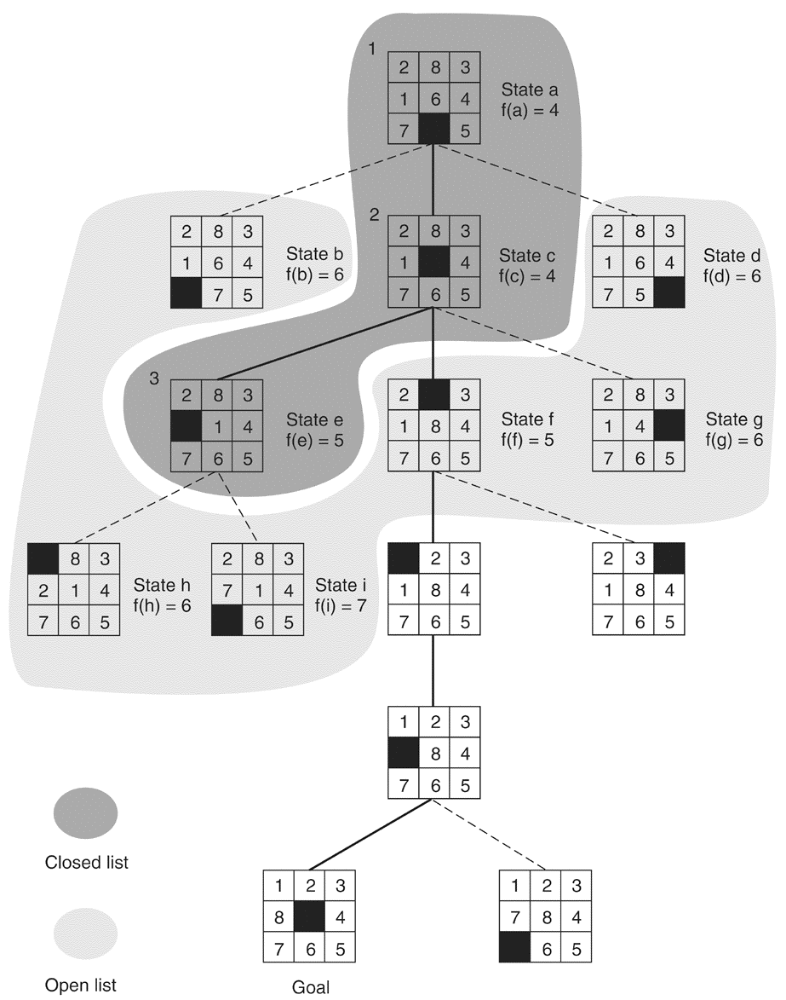 1
2 8 3
1 6 4
7 5
State a
f(a) = 4
2 8 3
1 6 4
7 5
State b
f(b) = 6
2
2 8 3
1 4
7 6 5
State c
f(c) = 4
2 8 3
1 6 4
7 5
State d
f(d) = 6
3
2 8 3
1 4
7 6 5
State e
f(e) = 5
2 3
1 8 4
7 6 5
State f
f(f) = 5
2 8 3
1 4
7 6 5
State g
f(g) = 6
8 3
2 1 4
7 6 5
State h
f(h) = 6
2 8 3
7 1 4
6 5
State i
f(i) = 7
2 3
1 8 4
7 6 5
2 3
1 8 4
7 6 5
1 2 3
8 4
7 6 5
Closed list
1 2 3
8 4
7 6 5
Goal
1 2 3
7 8 4
6 5
Open list